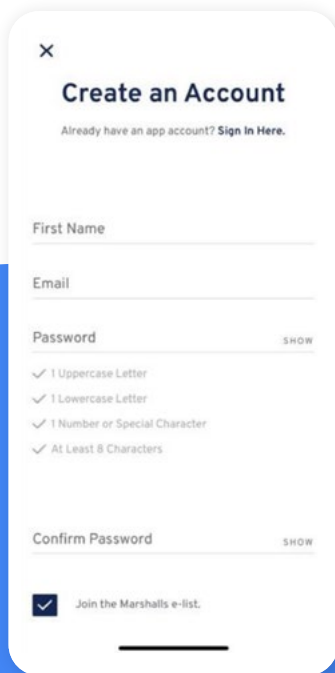 Create an Account
Already have an app account? Sign In Here.
First Name
Email
Password SHOW
1 Uppercase Letter
1 Lowercase Letter
1 Number or Special Character
At Least 8 Characters
Confirm Password SHOW
Join the Marshalls e-list.